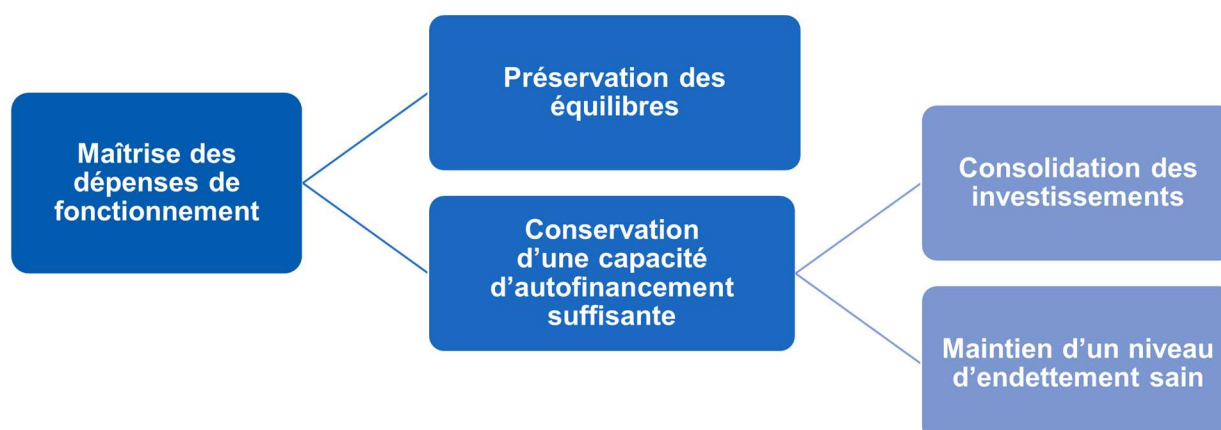 Maîtrise des
dépenses de
fonctionnement
Préservation des
équilibres
Conservation
d’une capacité
d’autofinancement
suffisante
Consolidation des
investissements
Maintien d’un niveau
d’endettement sain